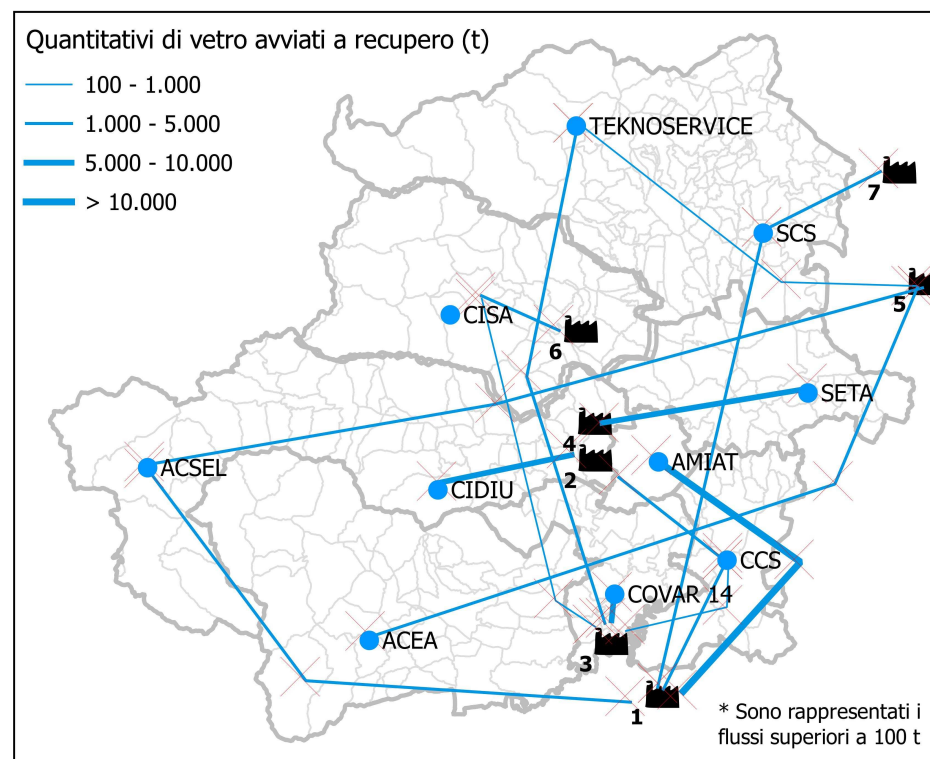 Quantitativi di vetro avviati a recupero (t)
100 - 1.000
1.000 - 5.000
5.000 - 10.000
> 10.000
TEKNOSERVICE
7
SCS
5
CISA
6
SETA
4
AMIAT
2
ACSEL
CIDIU
CCS
COVAR 14
ACEA
3
1
* Sono rappresentati i
flussi superiori a 100 t